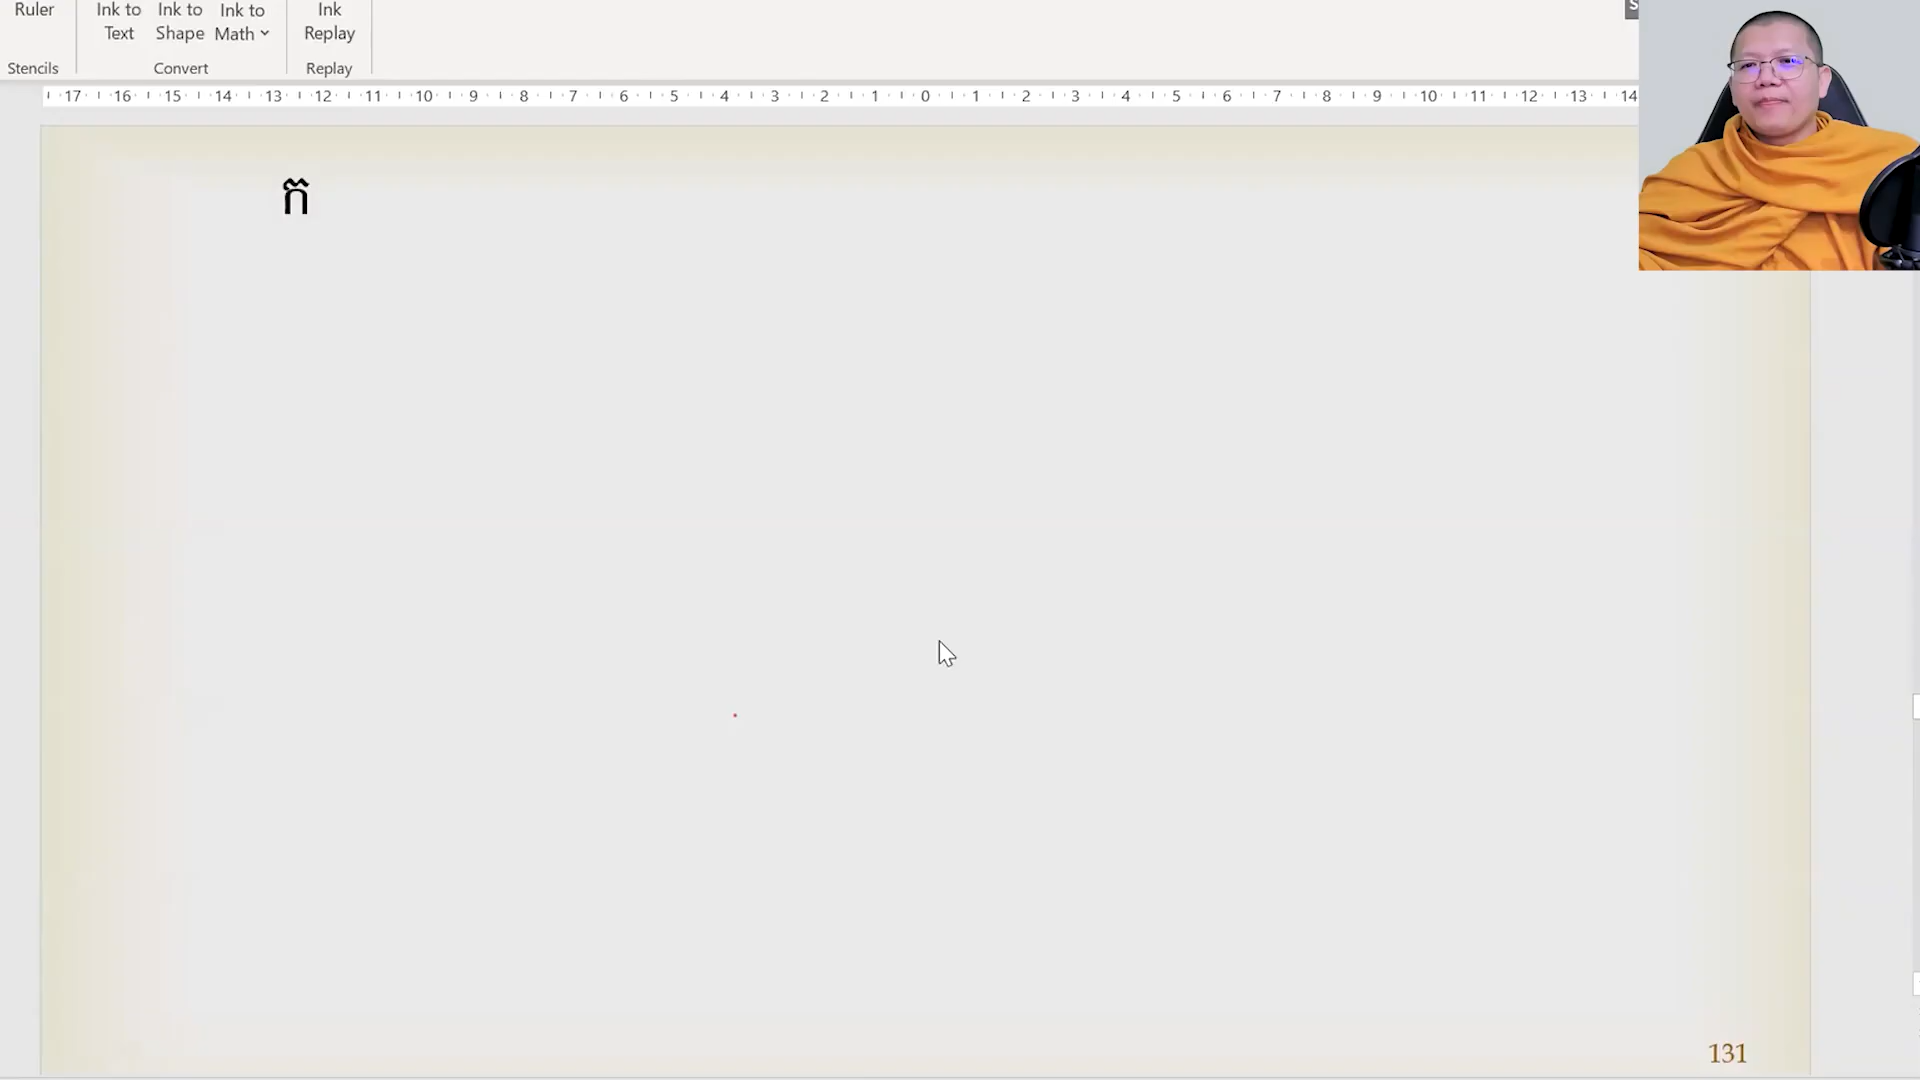 Ruler
Ink to Text
Ink to Shape
Ink to Math
Ink Replay
Stencils
Convert
Replay
17 16 15 14 13 12 11 10 9 8 7 6 5 4 3 2 1 0 1 2 3 4 5 6 7 8 9 10 11 12 13 14
ក៏
131